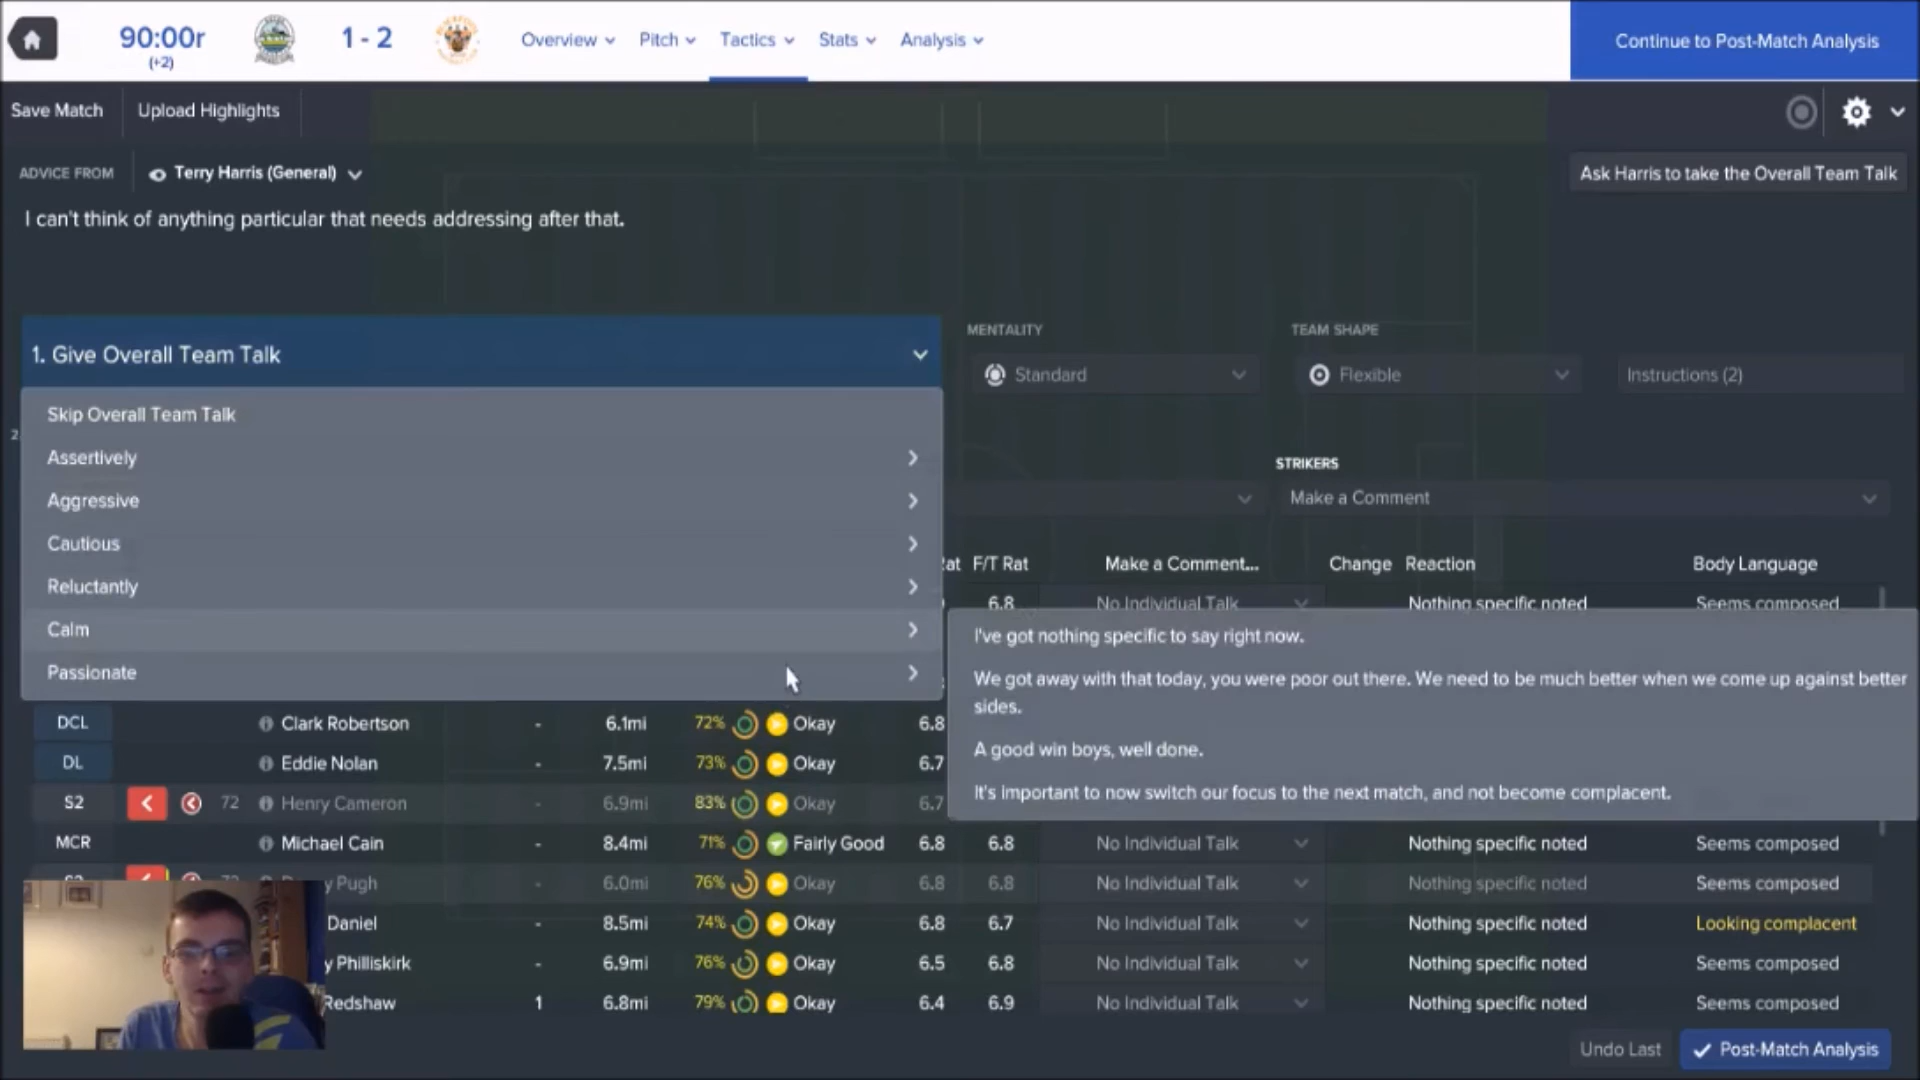 90:00r
(+2)
1 - 2
Overview
Pitch
Tactics
Stats
Analysis
Continue to Post-Match Analysis
Save Match
Upload Highlights
ADVICE FROM
Terry Harris (General)
Ask Harris to take the Overall Team Talk
I can't think of anything particular that needs addressing after that.
1. Give Overall Team Talk
MENTALITY
Standard
TEAM SHAPE
Flexible
Instructions (2)
Skip Overall Team Talk
Assertively
Aggressive
Cautious
Reluctantly
Calm
Passionate
2
STRIKERS
Make a Comment
F/T Rat Make a Comment... Change Reaction Body Language
6.8 No Individual Talk Nothing specific noted Seems composed
I've got nothing specific to say right now.
We got away with that today, you were poor out there. We need to be much better when we come up against better
sides.
A good win boys, well done.
It's important to now switch our focus to the next match, and not become complacent.
DCL Clark Robertson - 6.1mi 72% Okay 6.8
DL Eddie Nolan - 7.5mi 73% Okay 6.7
S2 72 Henry Cameron - 6.9mi 83% Okay 6.7
MCR Michael Cain - 8.4mi 71% Fairly Good 6.8 6.8 No Individual Talk Nothing specific noted Seems composed
Pugh - 6.0mi 76% Okay 6.8 6.8 No Individual Talk Nothing specific noted Seems composed
Daniel - 8.5mi 74% Okay 6.8 6.7 No Individual Talk Nothing specific noted Looking complacent
y Philliskirk - 6.9mi 76% Okay 6.5 6.8 No Individual Talk Nothing specific noted Seems composed
Redshaw 1 6.8mi 79% Okay 6.4 6.9 No Individual Talk Nothing specific noted Seems composed
Undo Last
Post-Match Analysis